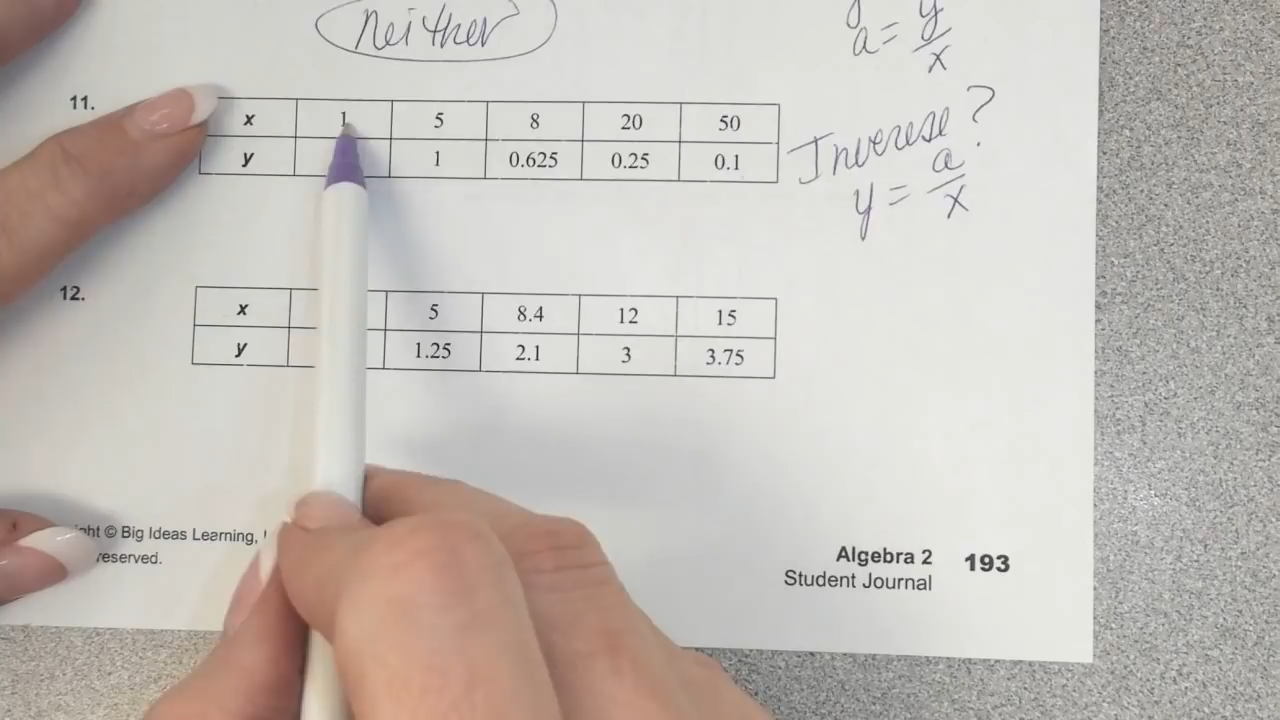 neither
a = y/x
11.
x 1 5 8 20 50
y 1 0.625 0.25 0.1
Inverse?
y = a/x
12.
x 5 8.4 12 15
y 1.25 2.1 3 3.75
© Big Ideas Learning,
reserved.
Algebra 2 193
Student Journal